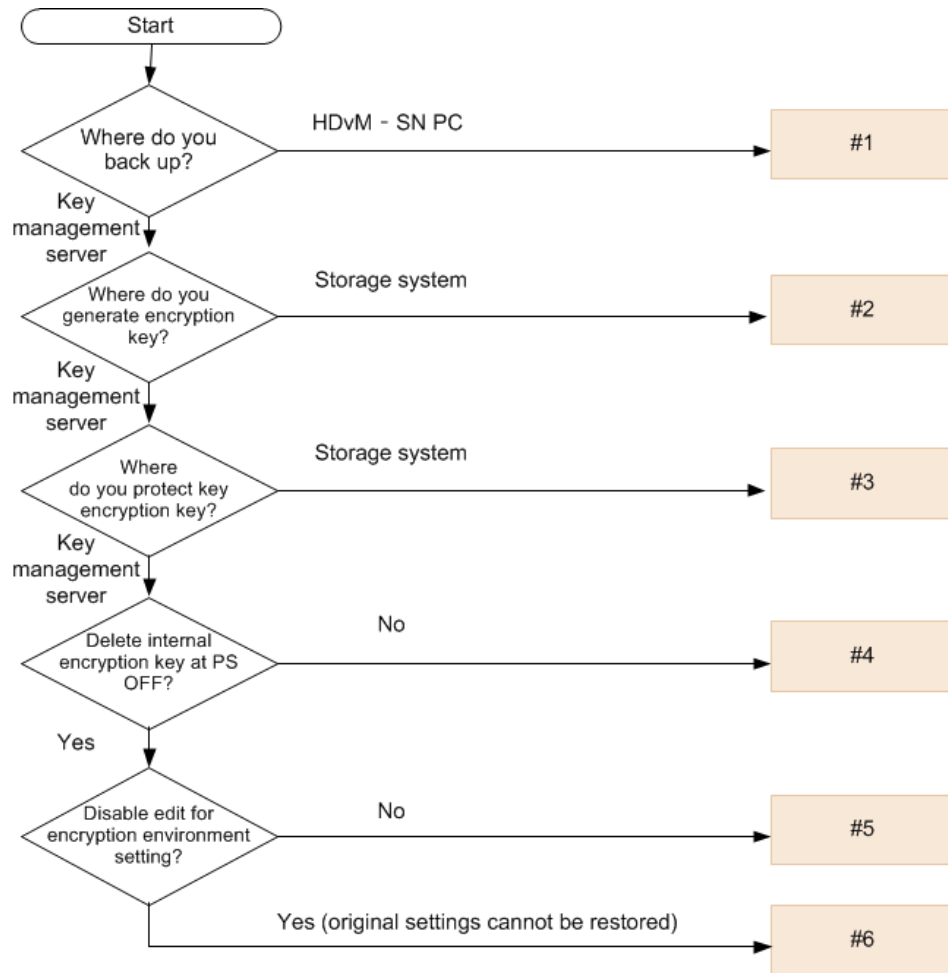 Start
Where do you
back up?
HDvM - SN PC
#1
Key
management
server
Where do you
generate encryption
key?
Storage system
#2
Key
management
server
Where
do you protect key
encryption key?
Storage system
#3
Key
management
server
Delete internal
encryption key at PS
OFF?
No
#4
Yes
Disable edit for
encryption environment
setting?
No
#5
Yes (original settings cannot be restored)
#6